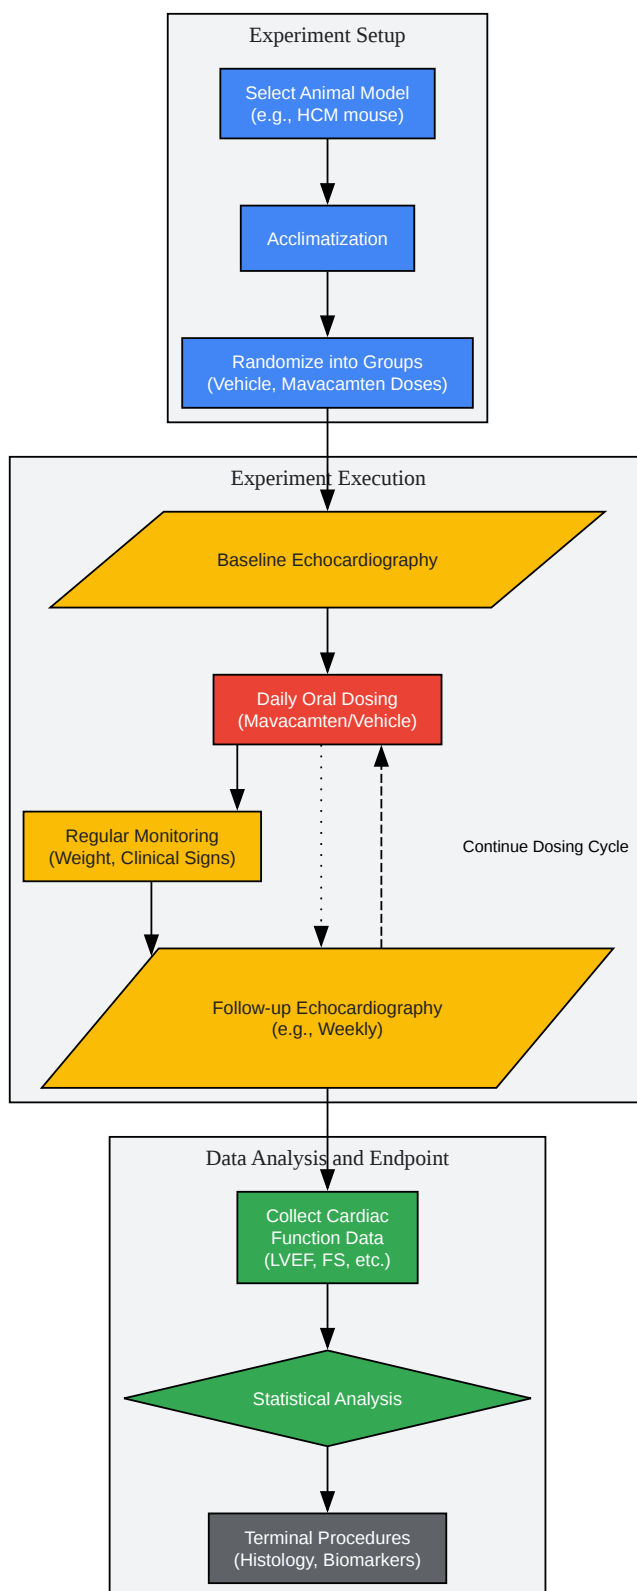 Experiment Setup
Select Animal Model
(e.g., HCM mouse)
Acclimatization
Randomize into Groups
(Vehicle, Mavacamten Doses)
Experiment Execution
Baseline Echocardiography
Daily Oral Dosing
(Mavacamten/Vehicle)
Regular Monitoring
(Weight, Clinical Signs)
Continue Dosing Cycle
Follow-up Echocardiography
(e.g., Weekly)
Data Analysis and Endpoint
Collect Cardiac
Function Data
(LVEF, FS, etc.)
Statistical Analysis
Terminal Procedures
(Histology, Biomarkers)